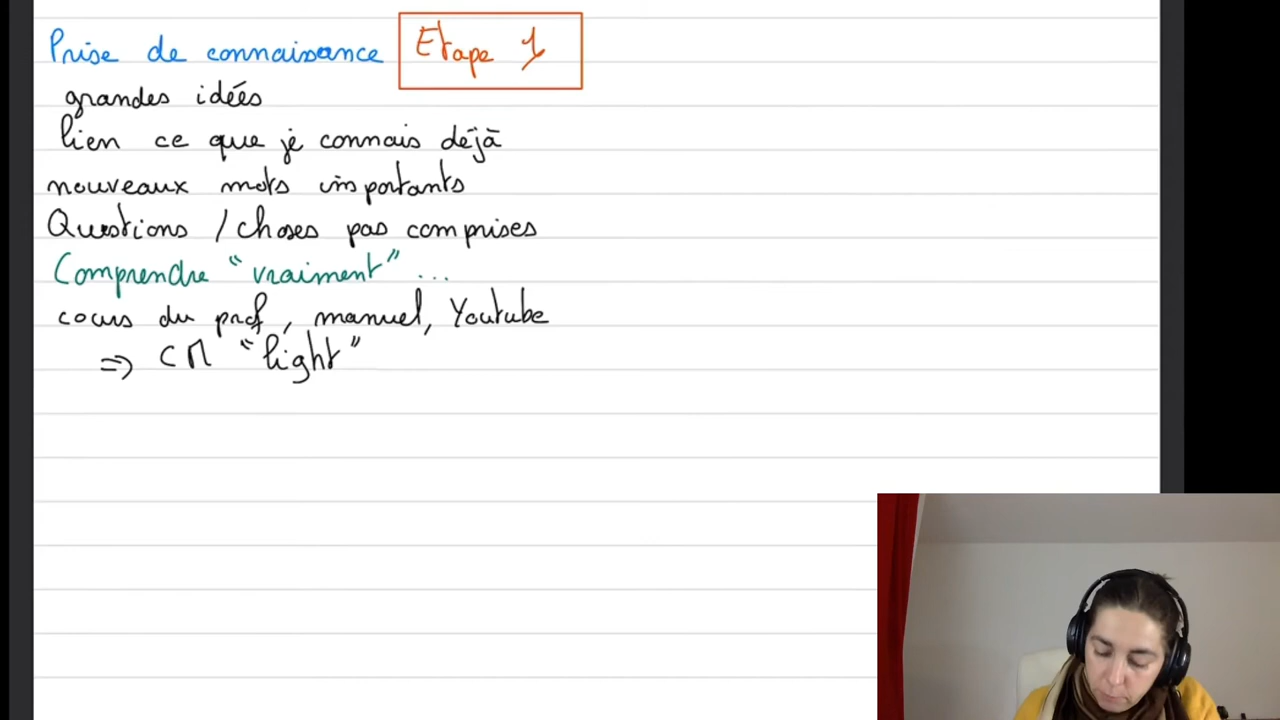 Prise de connaissance Etape 1
grandes idées
lien ce que je connais déjà
nouveaux mots importants
Questions / choses pas comprises
Comprendre "vraiment" ...
cours du prof, manuel, Youtube
=> CM "light"